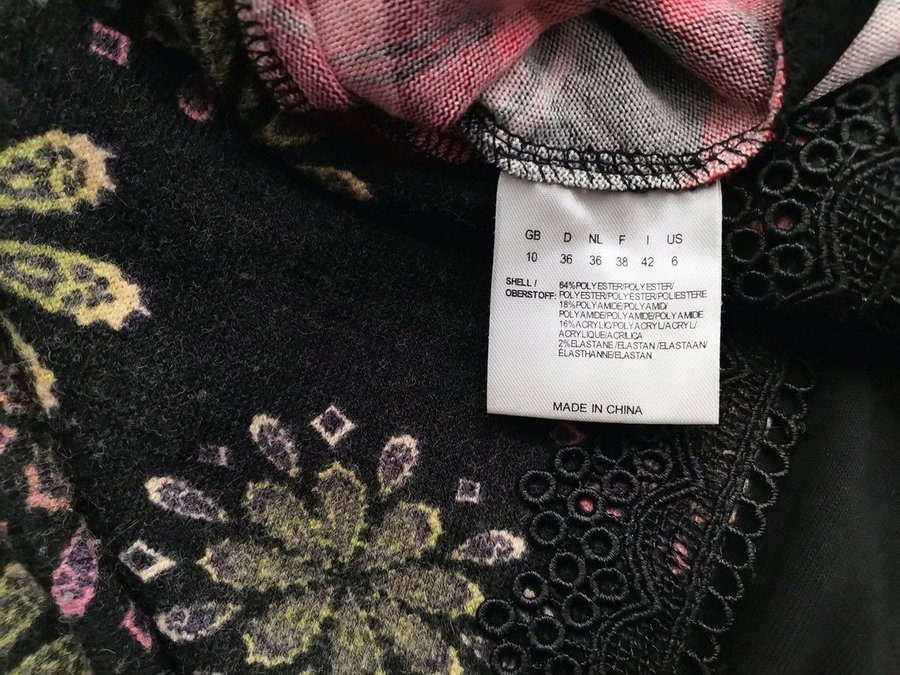 GB D NL F I US
10 36 36 38 42 6
SHELL / 64%POLYESTER/POLYESTER/
OBERSTOFF: POLYESTER/POLYESTER/POLIESTERE
18%POLYAMIDE/POLYAMID/
POLYAMIDE/POLYAMIDE/POLYAMIDE
16%ACRYLIC/POLYACRYL/ACRYL/
ACRYLIQUE/ACRILICA
2%ELASTANE /ELASTAN /ELASTAAN/
ÉLASTHANNE/ELASTAN
MADE IN CHINA